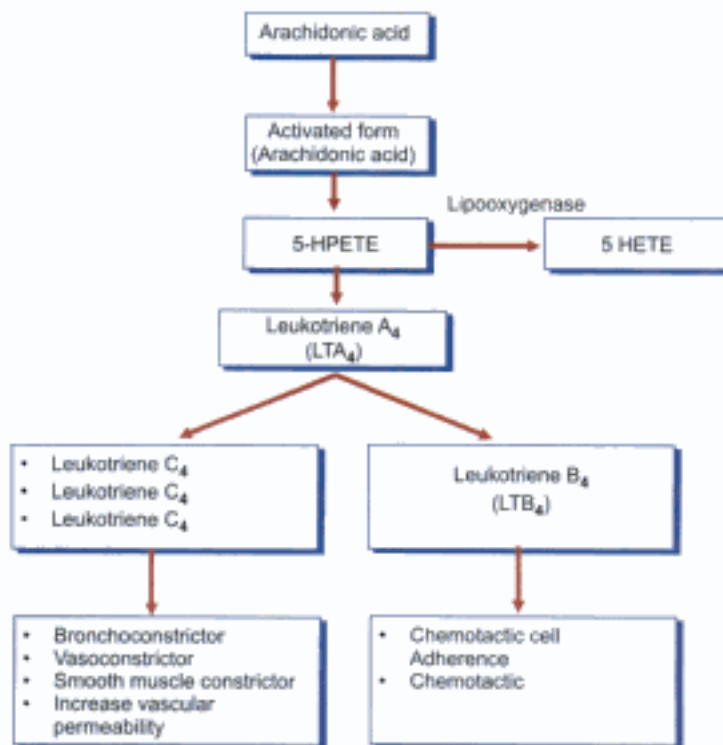 Arachidonic acid
Activated form
(Arachidonic acid)
Lipooxygenase
5-HPETE
5 HETE
Leukotriene A₄
(LTA₄)
• Leukotriene C₄
• Leukotriene C₄
• Leukotriene C₄
Leukotriene B₄
(LTB₄)
• Bronchoconstrictor
• Vasoconstrictor
• Smooth muscle constrictor
• Increase vascular
permeability
• Chemotactic cell
Adherence
• Chemotactic